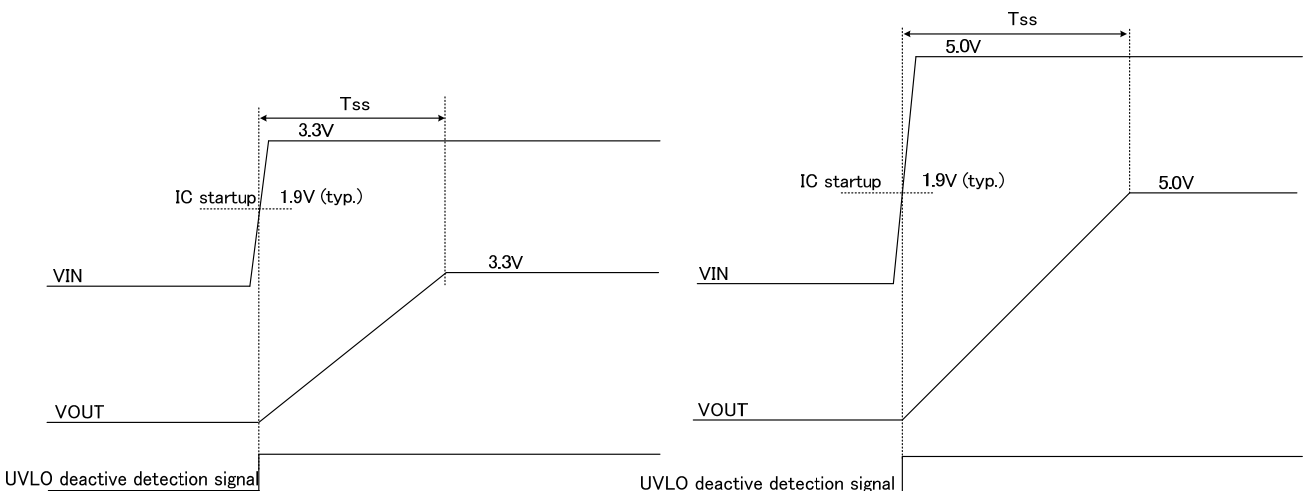 Tss
3.3V
IC startup 1.9V (typ.)
VIN
3.3V
VOUT
UVLO deactive detection signal
Tss
5.0V
IC startup 1.9V (typ.)
5.0V
VIN
VOUT
UVLO deactive detection signal